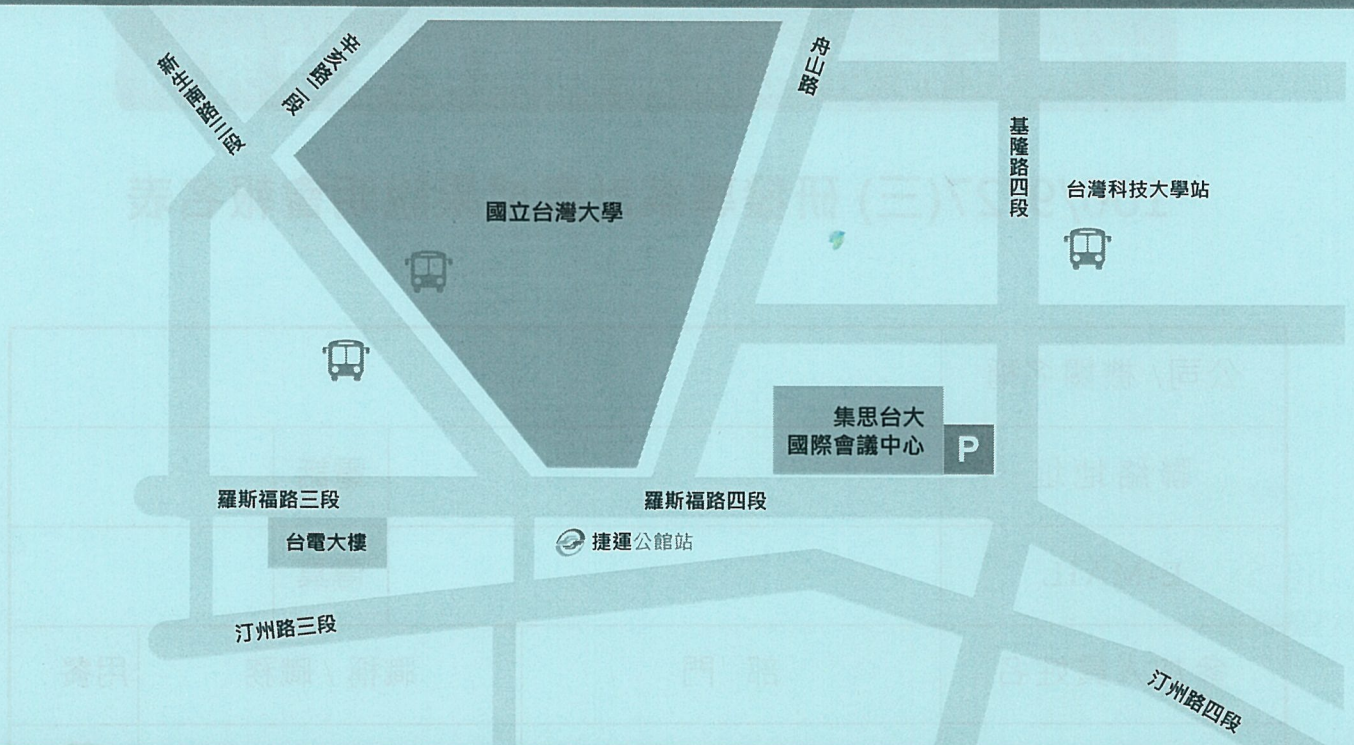 新生南路三段
辛亥路二段
舟山路
基隆路四段
台灣科技大學站
國立台灣大學
集思台大
國際會議中心
P
羅斯福路三段
羅斯福路四段
台電大樓
捷運公館站
汀州路三段
汀州路四段